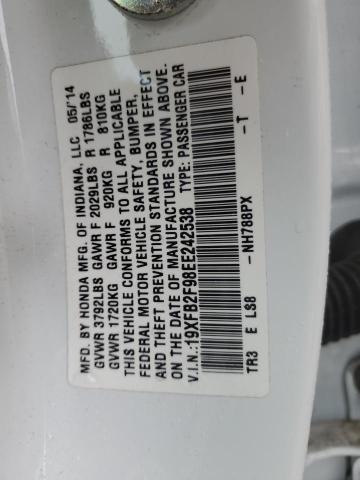 MFD. BY HONDA MFG. OF INDIANA, LLC 05/'14
GVWR 3792LBS GAWR F 2029LBS R 1786LBS
GVWR 1720KG GAWR F 920KG R 810KG
THIS VEHICLE CONFORMS TO ALL APPLICABLE
FEDERAL MOTOR VEHICLE SAFETY, BUMPER,
AND THEFT PREVENTION STANDARDS IN EFFECT
ON THE DATE OF MANUFACTURE SHOWN ABOVE.
V.I.N.:19XFB2F98EE242538 TYPE: PASSENGER CAR
-NH788PX -T -E
TR3 E LS8